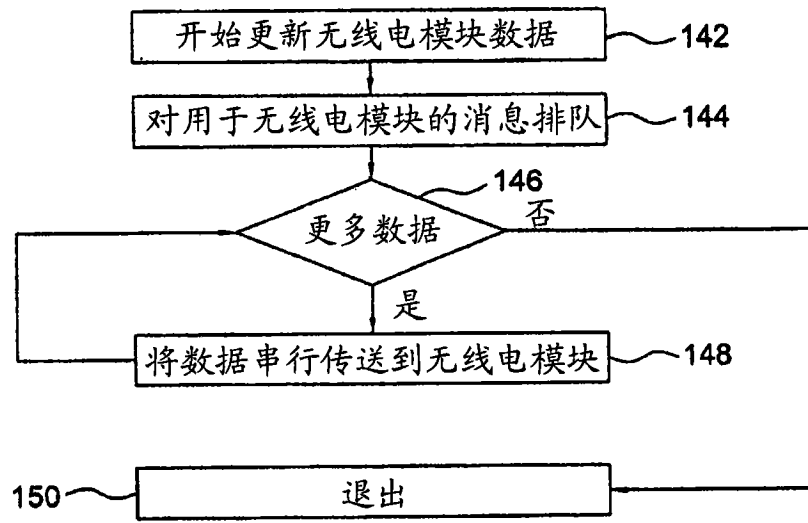 开始更新无线电模块数据
142
对用于无线电模块的消息排队
144
146
更多数据
否
是
将数据串行传送到无线电模块
148
150
退出